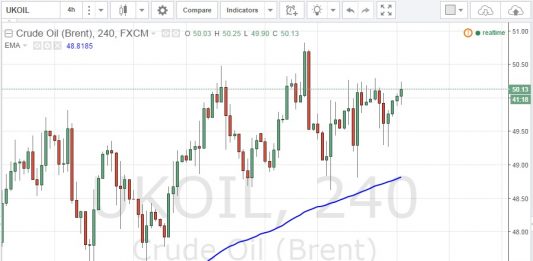 UKOIL 4h FXCM Compare Indicators
Crude Oil (Brent), 240, FXCM O 50.03 H 50.25 L 49.90 C 50.13 realtime
EMA 48.8185
51.00
50.50
50.13
41:18
49.50
49.00
48.50
48.00
UKOIL, 240
Crude Oil (Brent)